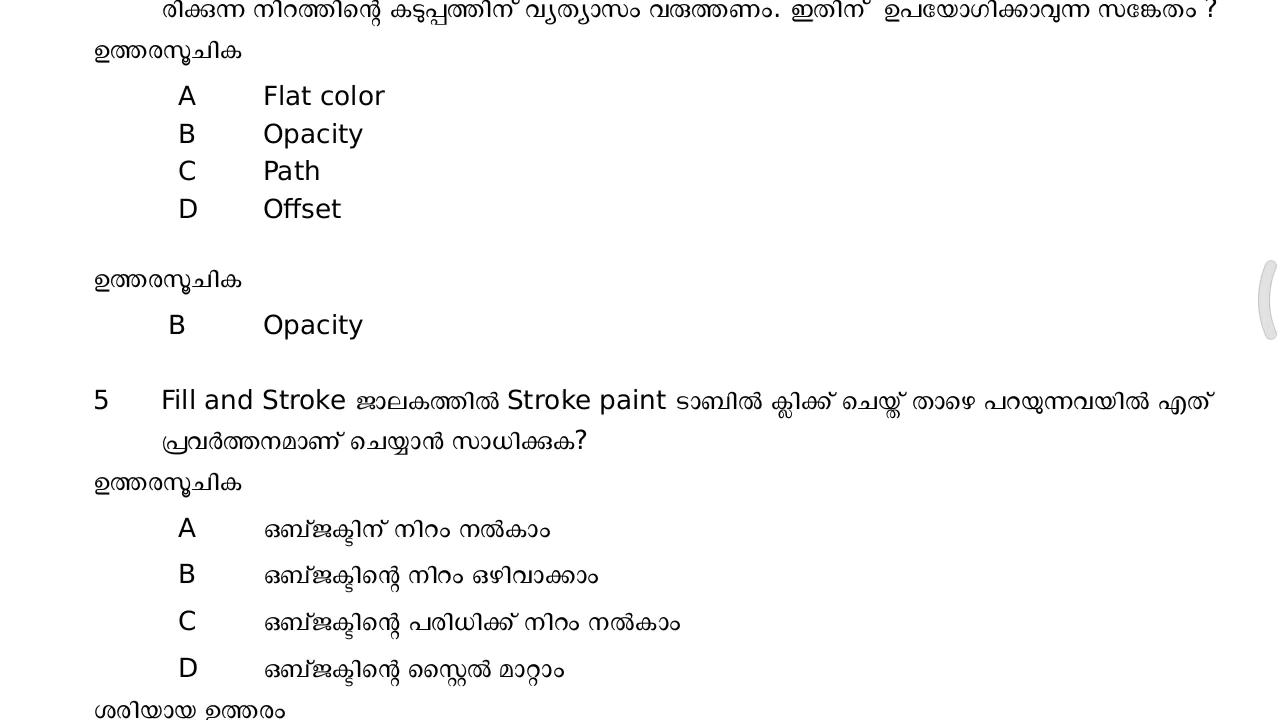 രിക്കുന്ന നിറത്തിന്റെ കടുപ്പത്തിന് വ്യത്യാസം വരുത്തണം. ഇതിന് ഉപയോഗിക്കാവുന്ന സങ്കേതം ?
ഉത്തരസൂചിക
A Flat color
B Opacity
C Path
D Offset
ഉത്തരസൂചിക
B Opacity
5 Fill and Stroke ജാലകത്തിൽ Stroke paint ടാബിൽ ക്ലിക്ക് ചെയ്ത് താഴെ പറയുന്നവയിൽ എത്
പ്രവർത്തനമാണ് ചെയ്യാൻ സാധിക്കുക?
ഉത്തരസൂചിക
A ഒബ്ജക്ടിന് നിറം നൽകാം
B ഒബ്ജക്ടിന്റെ നിറം ഒഴിവാക്കാം
C ഒബ്ജക്ടിന്റെ പരിധിക്ക് നിറം നൽകാം
D ഒബ്ജക്ടിന്റെ സ്റ്റൈൽ മാറ്റാം
ശരിയായ ഉത്തരം